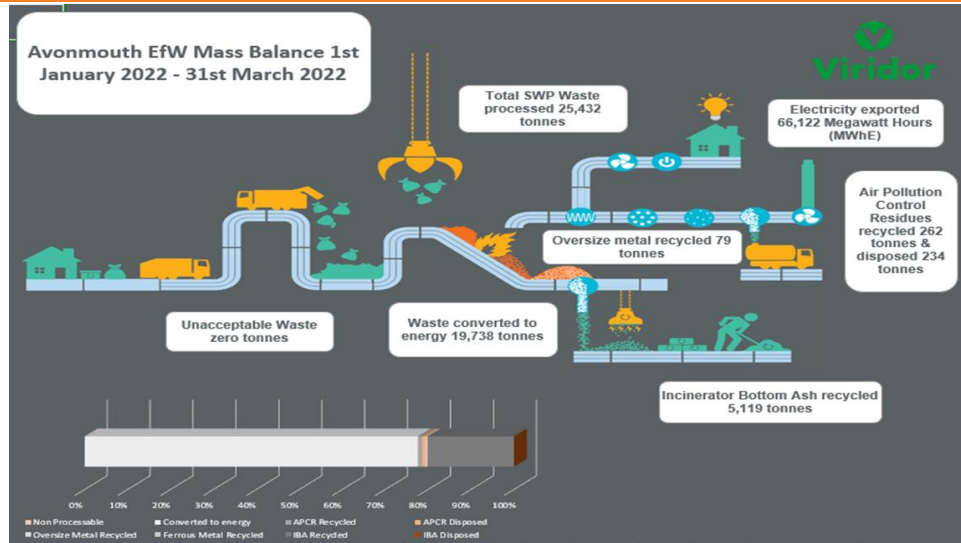 Avonmouth EfW Mass Balance 1st
January 2022 - 31st March 2022
Viridor
Total SWP Waste
processed 25,432
tonnes
Electricity exported
66,122 Megawatt Hours
(MWhE)
Air Pollution
Control
Residues
recycled 262
tonnes &
disposed 234
tonnes
Oversize metal recycled 79
tonnes
Unacceptable Waste
zero tonnes
Waste converted to
energy 19,738 tonnes
Incinerator Bottom Ash recycled
5,119 tonnes
0% 10% 20% 30% 40% 50% 60% 70% 80% 90% 100%
Non Processable Converted to energy APCR Recycled APCR Disposed
Oversize Metal Recycled Ferrous Metal Recycled IBA Recycled IBA Disposed